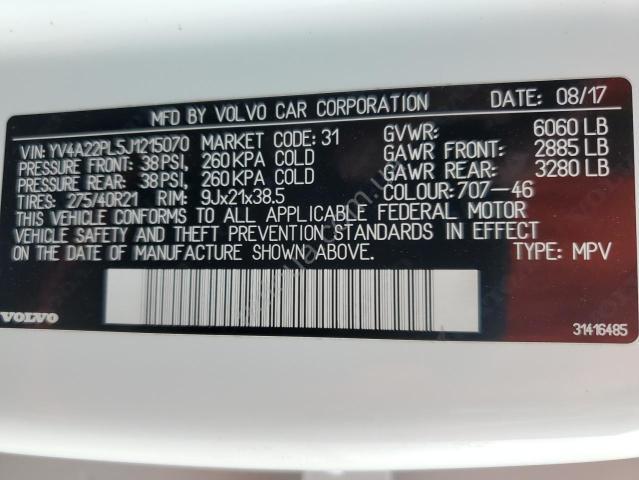 MFD BY VOLVO CAR CORPORATION DATE: 08/17
VIN: YV4A22PL5J1215070 MARKET CODE: 31 GVWR: 6060 LB
PRESSURE FRONT: 38 PSI, 260 KPA COLD GAWR FRONT: 2885 LB
PRESSURE REAR: 38 PSI, 260 KPA COLD GAWR REAR: 3280 LB
TIRES: 275/40R21 RIM: 9Jx21x38.5 COLOUR: 707-46
THIS VEHICLE CONFORMS TO ALL APPLICABLE FEDERAL MOTOR
VEHICLE SAFETY AND THEFT PREVENTION STANDARDS IN EFFECT
ON THE DATE OF MANUFACTURE SHOWN ABOVE. TYPE: MPV
VOLVO 31416485